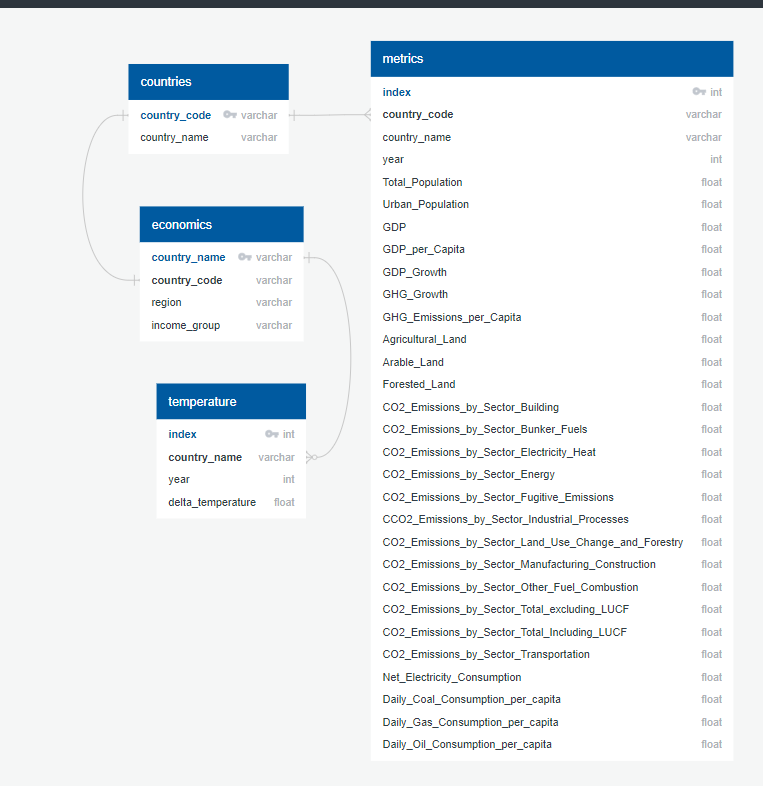 countries
country_code varchar
country_name varchar
economics
country_name varchar
country_code varchar
region varchar
income_group varchar
temperature
index int
country_name varchar
year int
delta_temperature float
metrics
index int
country_code varchar
country_name varchar
year int
Total_Population float
Urban_Population float
GDP float
GDP_per_Capita float
GDP_Growth float
GHG_Growth float
GHG_Emissions_per_Capita float
Agricultural_Land float
Arable_Land float
Forested_Land float
CO2_Emissions_by_Sector_Building float
CO2_Emissions_by_Sector_Bunker_Fuels float
CO2_Emissions_by_Sector_Electricity_Heat float
CO2_Emissions_by_Sector_Energy float
CO2_Emissions_by_Sector_Fugitive_Emissions float
CCO2_Emissions_by_Sector_Industrial_Processes float
CO2_Emissions_by_Sector_Land_Use_Change_and_Forestry float
CO2_Emissions_by_Sector_Manufacturing_Construction float
CO2_Emissions_by_Sector_Other_Fuel_Combustion float
CO2_Emissions_by_Sector_Total_excluding_LUCF float
CO2_Emissions_by_Sector_Total_Including_LUCF float
CO2_Emissions_by_Sector_Transportation float
Net_Electricity_Consumption float
Daily_Coal_Consumption_per_capita float
Daily_Gas_Consumption_per_capita float
Daily_Oil_Consumption_per_capita float